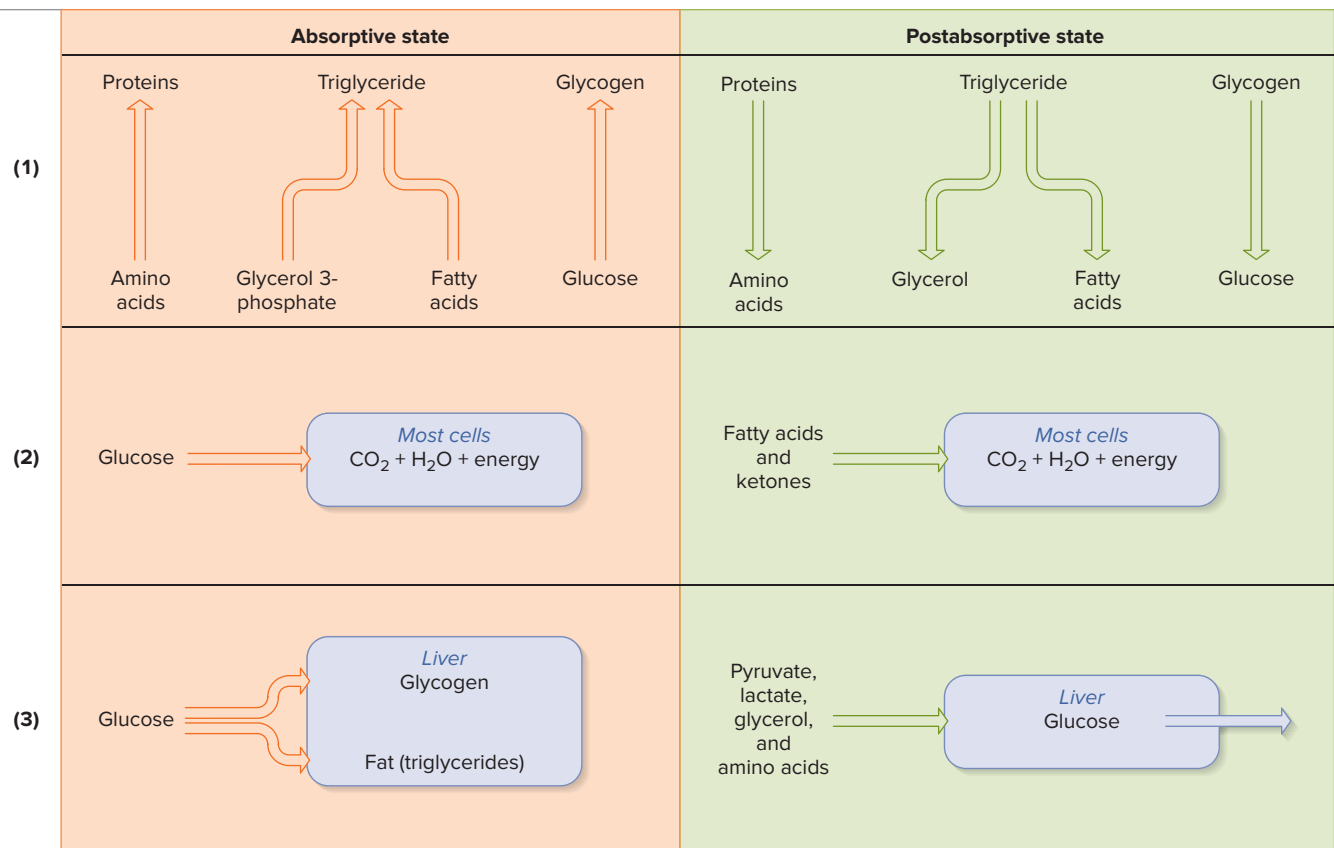 Absorptive state
Postabsorptive state
(1)
Proteins
Triglyceride
Glycogen
Amino
acids
Glycerol 3-
phosphate
Fatty
acids
Glucose
Proteins
Triglyceride
Glycogen
Amino
acids
Glycerol
Fatty
acids
Glucose
(2)
Glucose
Most cells
CO₂ + H₂O + energy
Fatty acids
and
ketones
Most cells
CO₂ + H₂O + energy
(3)
Glucose
Liver
Glycogen
Fat (triglycerides)
Pyruvate,
lactate,
glycerol,
and
amino acids
Liver
Glucose